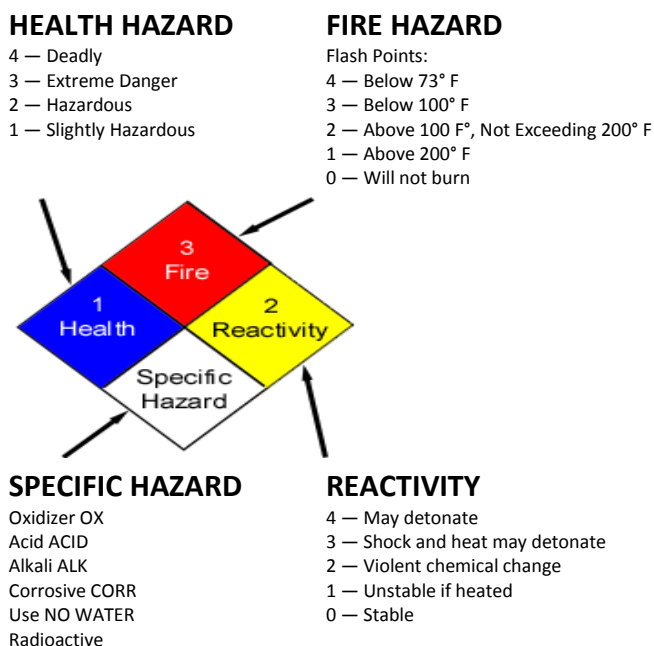 HEALTH HAZARD
4 — Deadly
3 — Extreme Danger
2 — Hazardous
1 — Slightly Hazardous
FIRE HAZARD
Flash Points:
4 — Below 73° F
3 — Below 100° F
2 — Above 100 F°, Not Exceeding 200° F
1 — Above 200° F
0 — Will not burn
3
Fire
1
Health
2
Reactivity
Specific
Hazard
SPECIFIC HAZARD
Oxidizer OX
Acid ACID
Alkali ALK
Corrosive CORR
Use NO WATER
Radioactive
REACTIVITY
4 — May detonate
3 — Shock and heat may detonate
2 — Violent chemical change
1 — Unstable if heated
0 — Stable